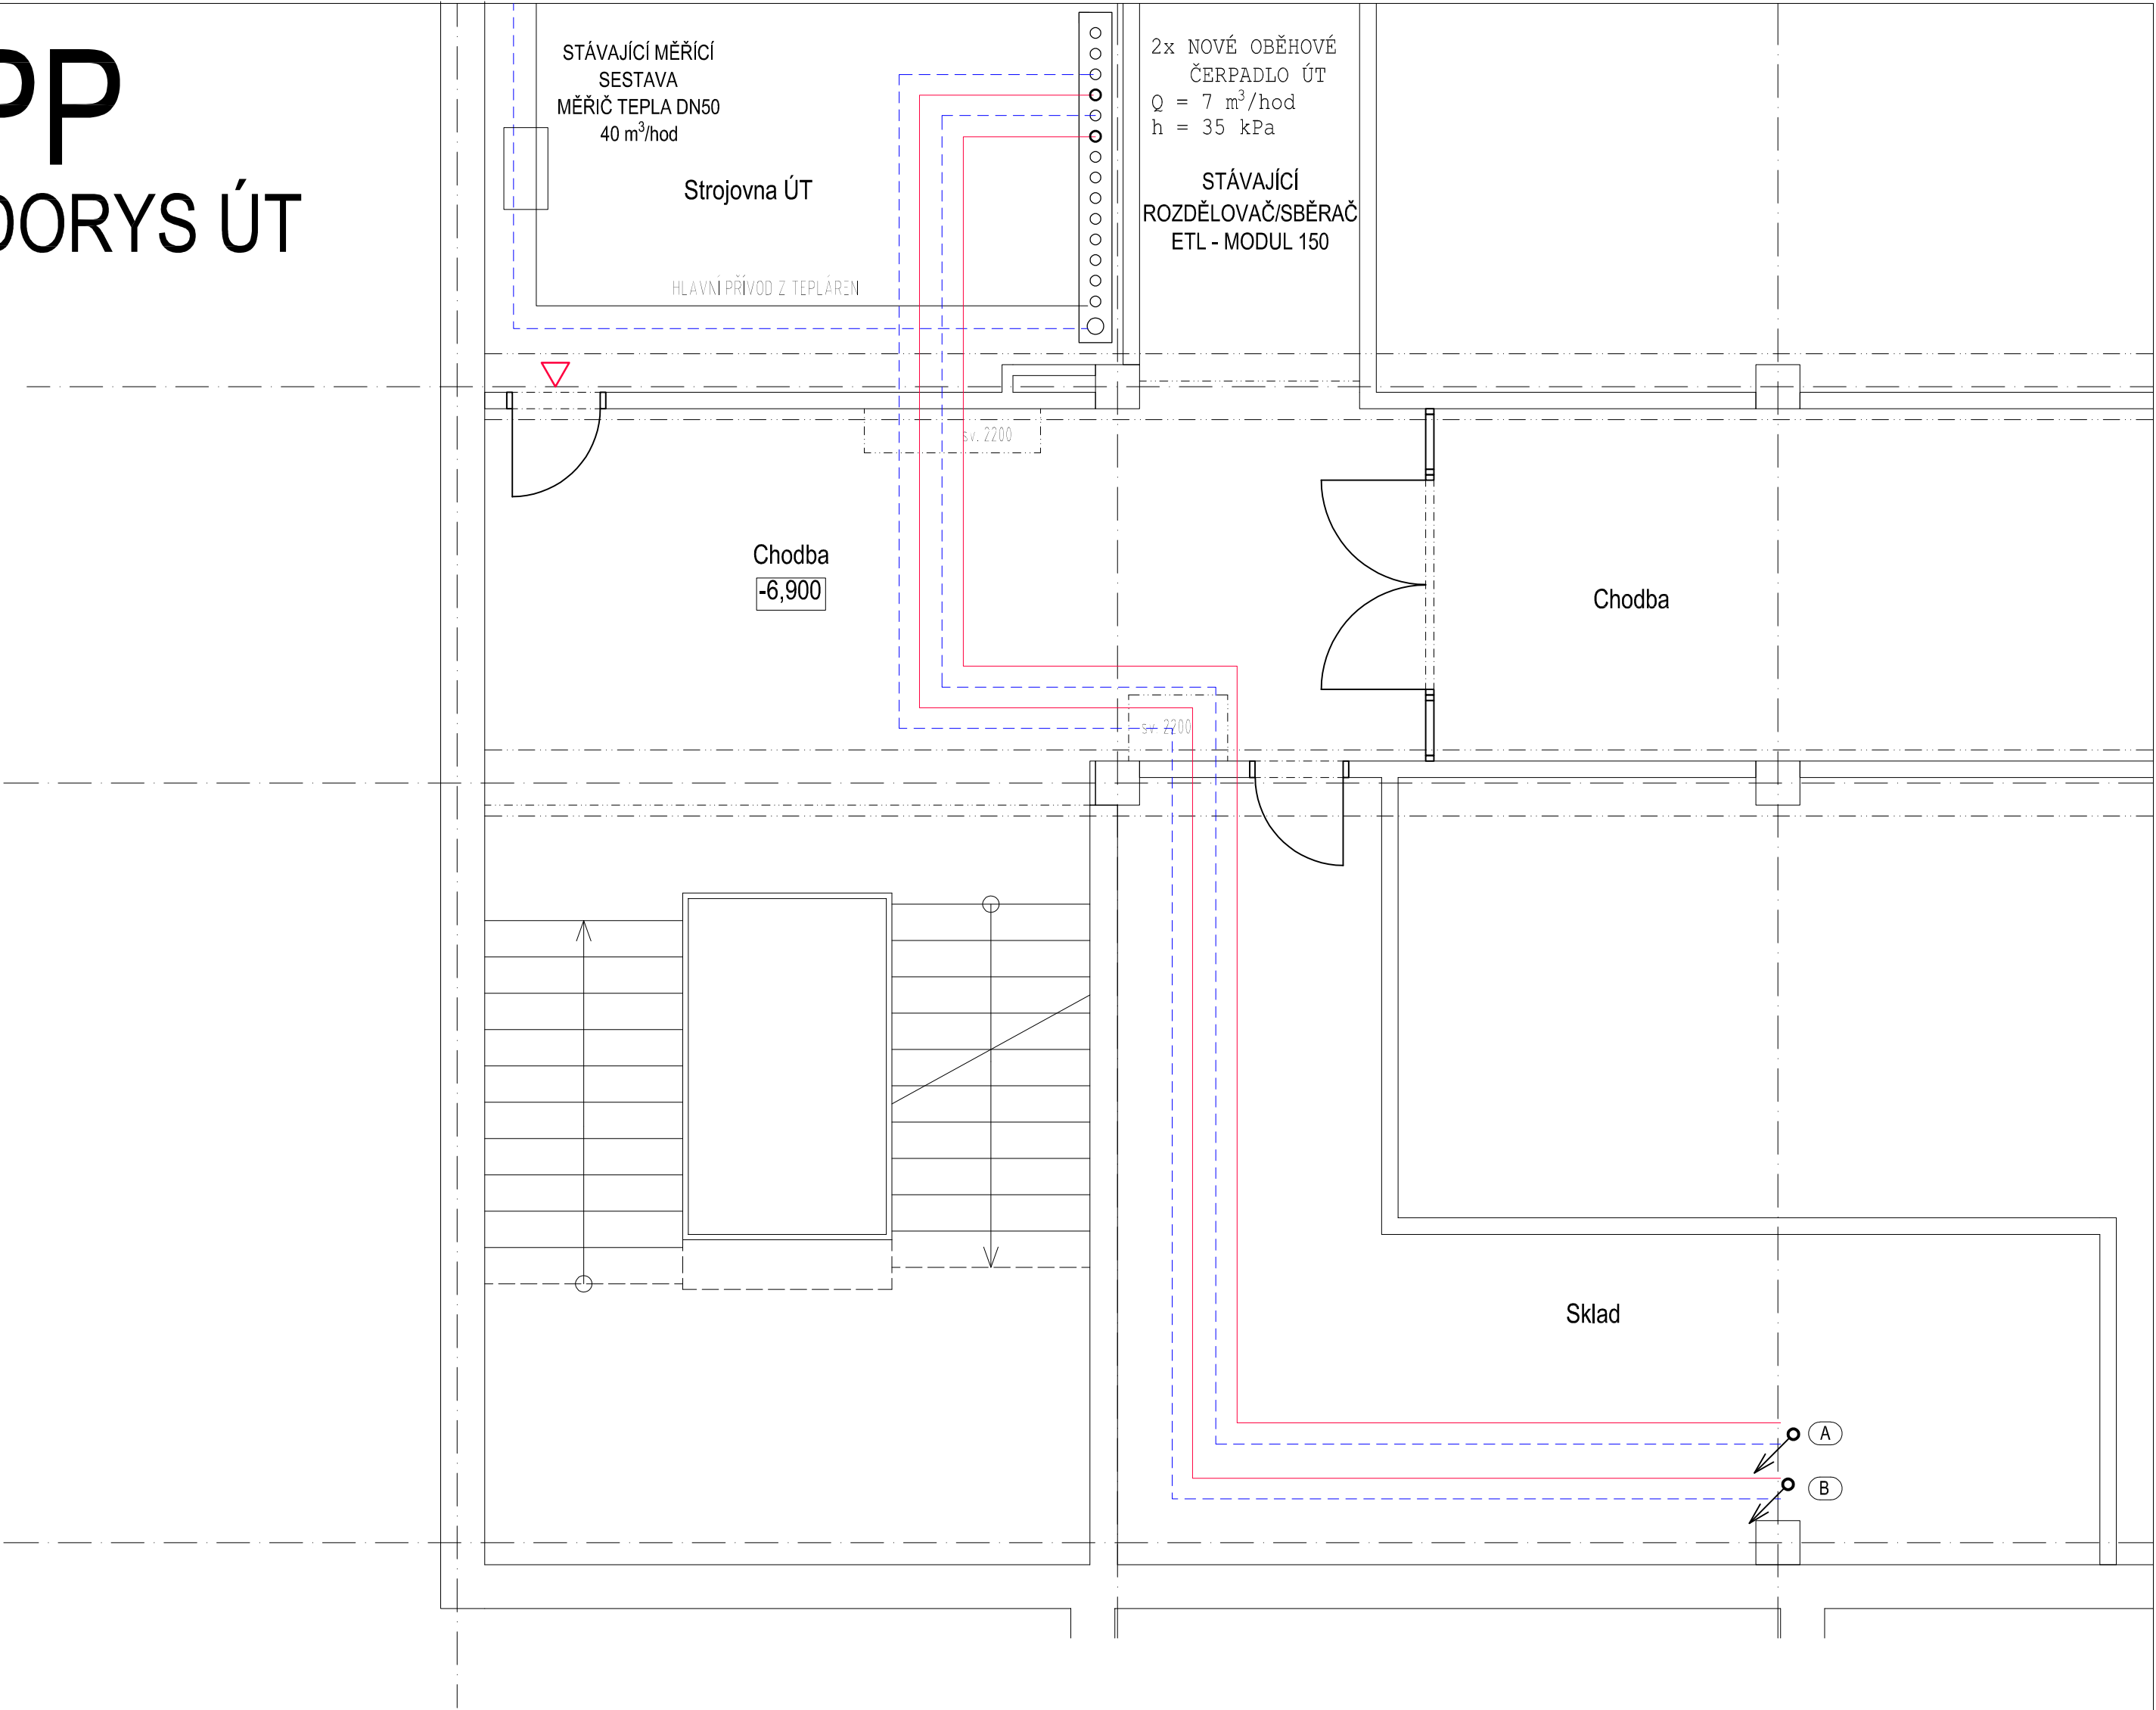 PP
DORYS ÚT
STÁVAJÍCÍ MĚŘÍCÍ
SESTAVA
MĚŘIČ TEPLA DN50
40 m³/hod
Strojovna ÚT
HLAVNÍ PŘÍVOD Z TEPLÁREN
2x NOVÉ OBĚHOVÉ
ČERPADLO ÚT
Q = 7 m³/hod
h = 35 kPa
STÁVAJÍCÍ
ROZDĚLOVAČ/SBĚRAČ
ETL - MODUL 150
sv. 2200
Chodba
-6,900
Chodba
sv. 2200
Sklad
A
B